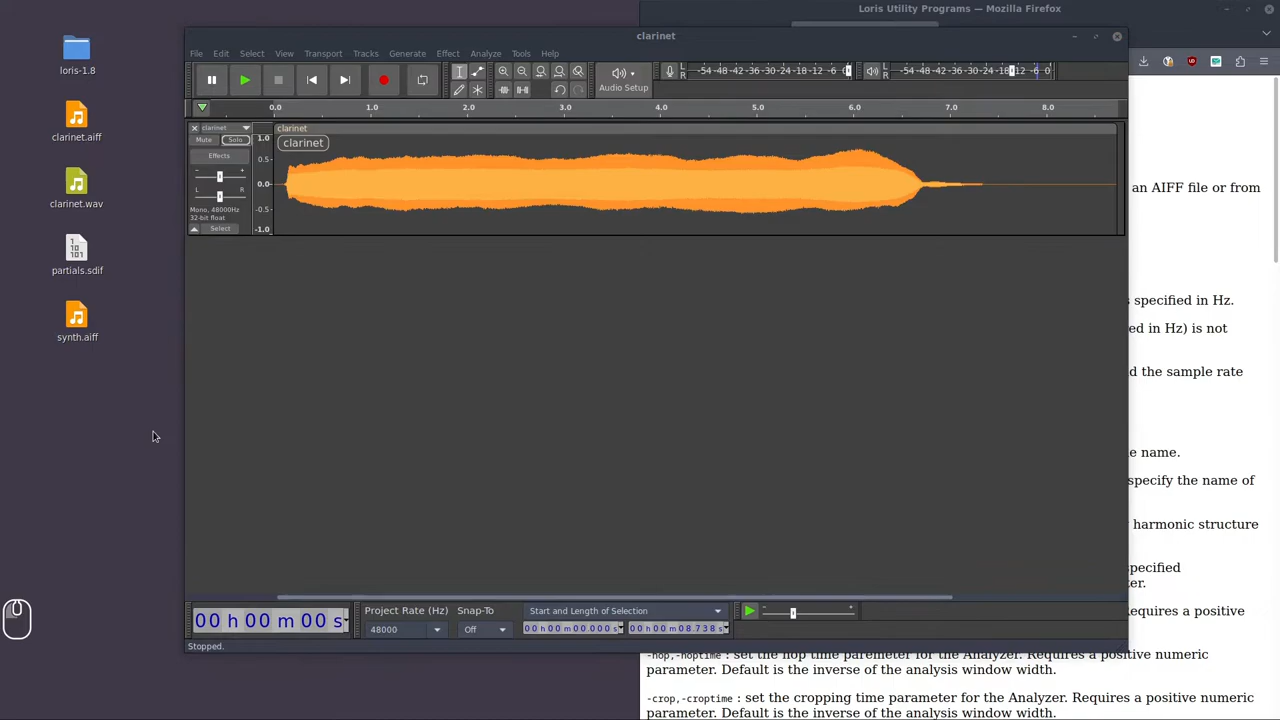 Loris Utility Programs — Mozilla Firefox
loris-1.8
clarinet.aiff
clarinet.wav
partials.sdif
synth.aiff
clarinet
File Edit Select View Transport Tracks Generate Effect Analyze Tools Help
L R -54 -48 -42 -36 -30 -24 -18 -12 -6 0
L R -54 -48 -42 -36 -30 -24 -18 -12 -6 0
Audio Setup
0.0 1.0 2.0 3.0 4.0 5.0 6.0 7.0 8.0
clarinet
clarinet
clarinet
Mute Solo
Effects
- +
L R
Mono, 48000Hz
32-bit float
Select
1.0
0.5
0.0
-0.5
-1.0
an AIFF file or from
s specified in Hz.
ed in Hz) is not
d the sample rate
e name.
specify the name of
harmonic structure
pecified
er.
Requires a positive
-hop,-hoptime : set the hop time paremeter for the Analyzer. Requires a positive numeric
parameter. Default is the inverse of the analysis window width.
-crop,-croptime : set the cropping time parameter for the Analyzer. Requires a positive numeric
parameter. Default is the inverse of the analysis window width.
00 h 00 m 00 s
Project Rate (Hz) Snap-To
48000 Off
Start and Length of Selection
00 h 00 m 00.000 s 00 h 00 m 08.738 s
Stopped.